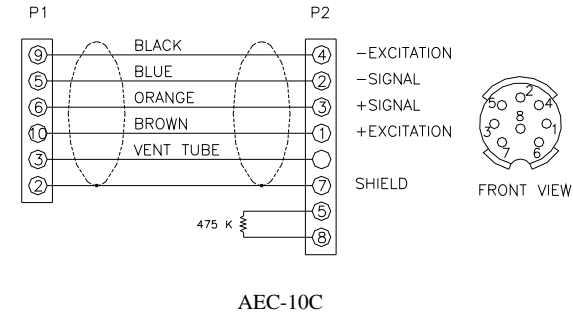 P1 P2
9 BLACK 4 −EXCITATION
5 BLUE 2 −SIGNAL
6 ORANGE 3 +SIGNAL
10 BROWN 1 +EXCITATION
3 VENT TUBE
2 7 SHIELD
5
475 K
8
2
5 4
8
3 1
7 6
FRONT VIEW
AEC-10C